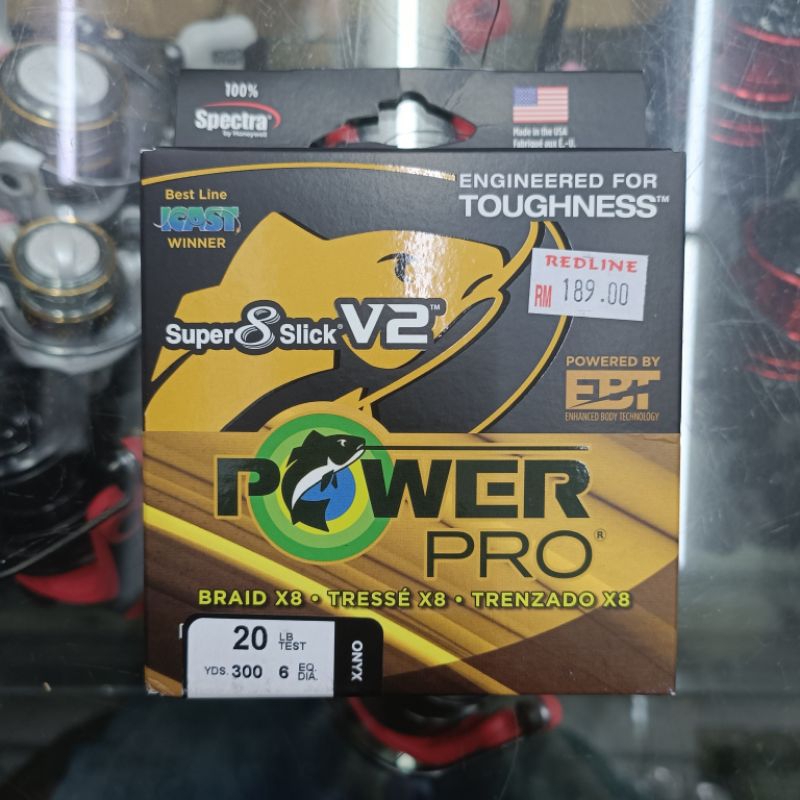 100%
Spectra®
by Honeywell
Made in the USA
Fabriqué aux É.-U.
Best Line
ICAST
WINNER
ENGINEERED FOR
TOUGHNESS™
REDLINE
RM 189.00
Super 8 Slick® V2™
POWERED BY
EBT
ENHANCED BODY TECHNOLOGY
POWER
PRO®
BRAID X8 • TRESSÉ X8 • TRENZADO X8
20 LB TEST
YDS. 300 6 EQ. DIA.
ONYX